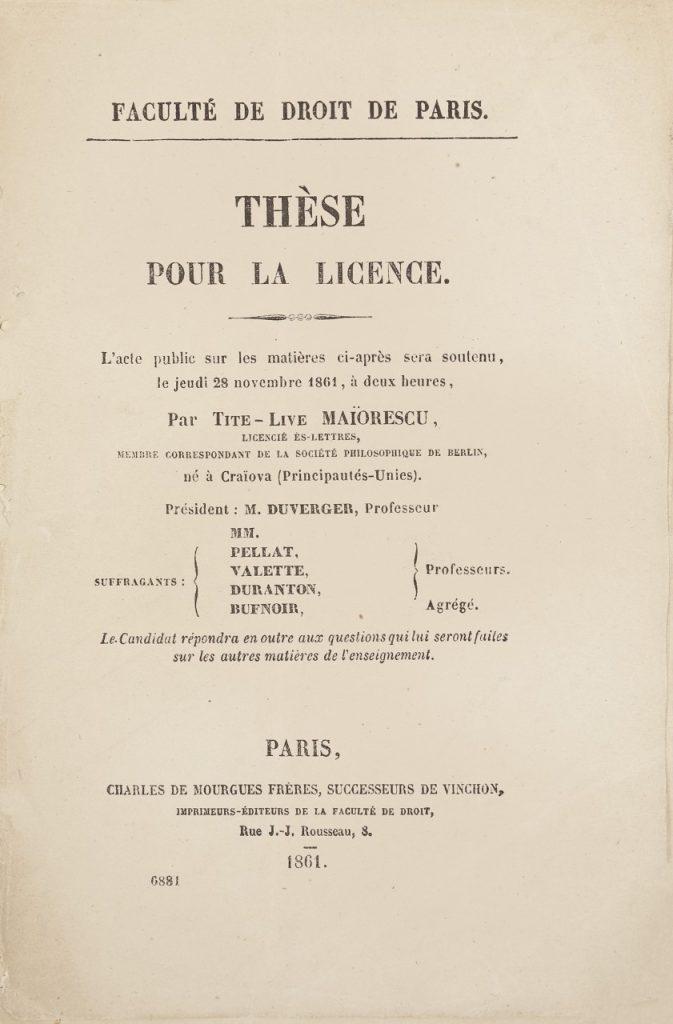 FACULTÉ DE DROIT DE PARIS.
THÈSE
POUR LA LICENCE.
L'acte public sur les matières ci-après sera soutenu,
le jeudi 28 novembre 1861, à deux heures,
Par TITE-LIVE MAÏORESCU,
LICENCIÉ ÈS-LETTRES,
MEMBRE CORRESPONDANT DE LA SOCIÉTÉ PHILOSOPHIQUE DE BERLIN,
né à Craïova (Principautés-Unies).
Président : M. DUVERGER, Professeur
MM.
PELLAT,
VALETTE,
SUFFRAGANTS : Professeurs.
DURANTON,
BUFNOIR, Agrégé.
Le Candidat répondra en outre aux questions qui lui seront faites
sur les autres matières de l'enseignement.
PARIS,
CHARLES DE MOURGUES FRÈRES, SUCCESSEURS DE VINCHON,
IMPRIMEURS-ÉDITEURS DE LA FACULTÉ DE DROIT,
Rue J.-J. Rousseau, 8.
1861.
6881